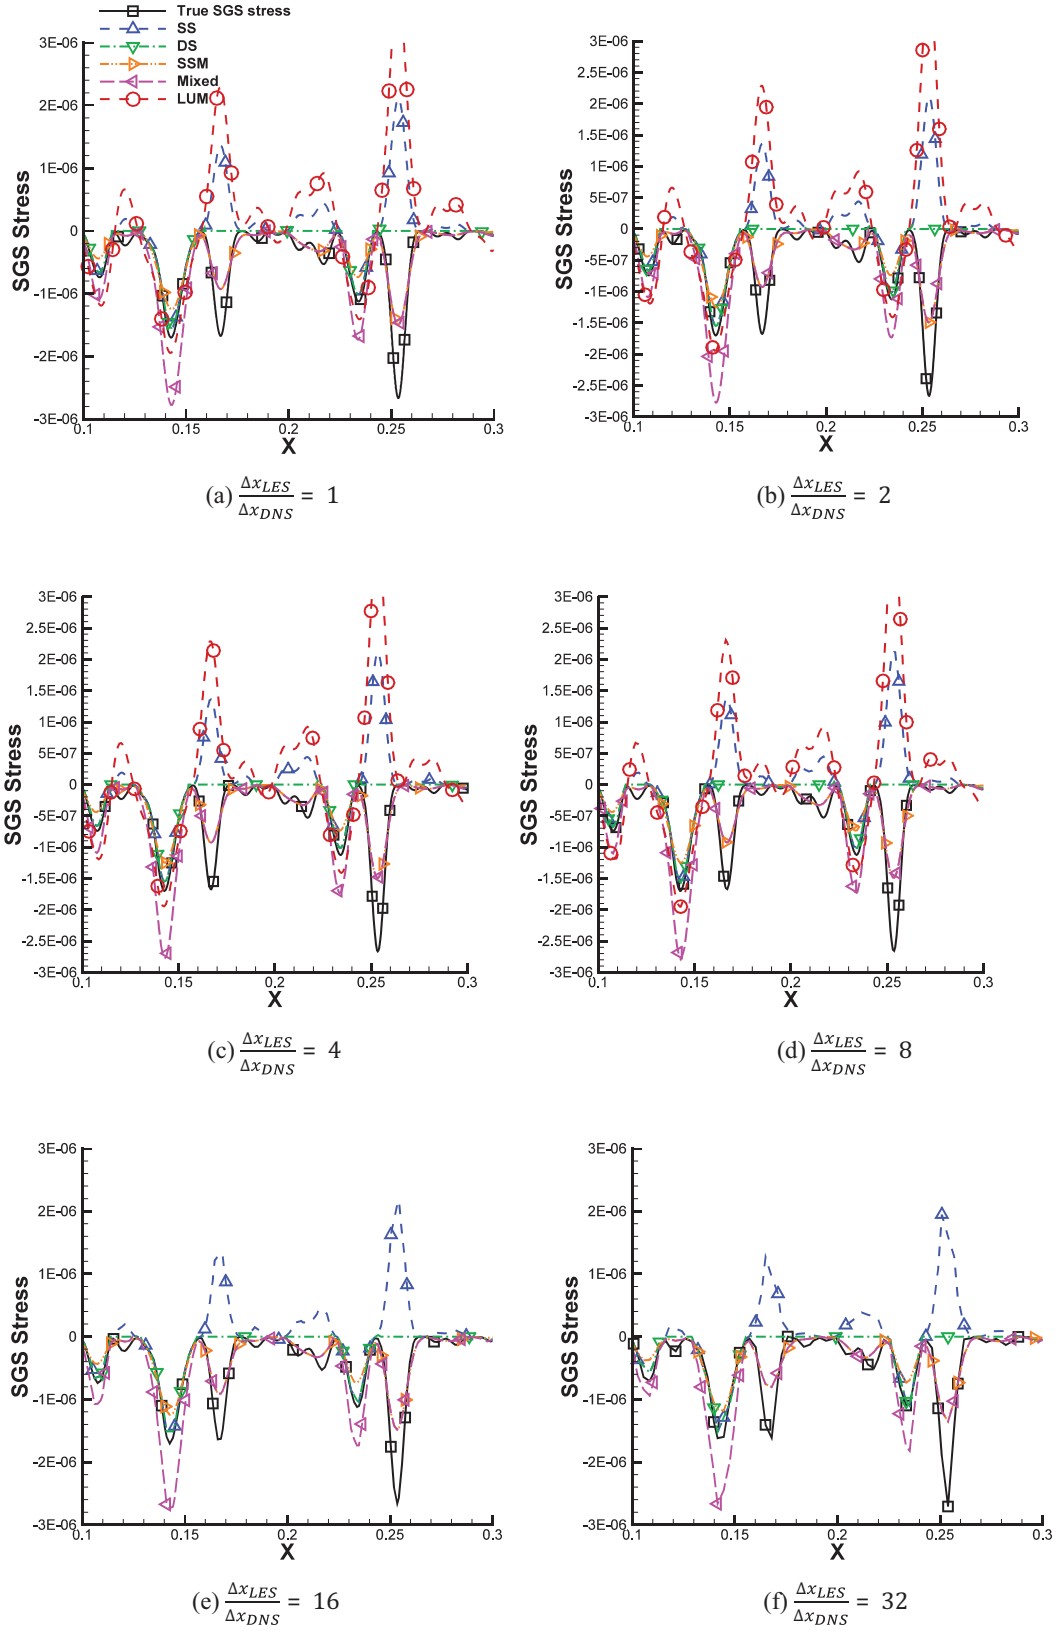 True SGS stress
SS
DS
SSM
Mixed
LUM
3E-06
2E-06
1E-06
0
-1E-06
-2E-06
-3E-06
SGS Stress
0.1
0.15
0.2
0.25
0.3
X
(a) Δx_LES/Δx_DNS = 1
3E-06
2.5E-06
2E-06
1.5E-06
1E-06
5E-07
0
-5E-07
-1E-06
-1.5E-06
-2E-06
-2.5E-06
-3E-06
SGS Stress
0.1
0.15
0.2
0.25
0.3
X
(b) Δx_LES/Δx_DNS = 2
3E-06
2.5E-06
2E-06
1.5E-06
1E-06
5E-07
0
-5E-07
-1E-06
-1.5E-06
-2E-06
-2.5E-06
-3E-06
SGS Stress
0.1
0.15
0.2
0.25
0.3
X
(c) Δx_LES/Δx_DNS = 4
3E-06
2.5E-06
2E-06
1.5E-06
1E-06
5E-07
0
-5E-07
-1E-06
-1.5E-06
-2E-06
-2.5E-06
-3E-06
SGS Stress
0.1
0.15
0.2
0.25
0.3
X
(d) Δx_LES/Δx_DNS = 8
3E-06
2E-06
1E-06
0
-1E-06
-2E-06
-3E-06
SGS Stress
0.1
0.15
0.2
0.25
0.3
X
(e) Δx_LES/Δx_DNS = 16
3E-06
2E-06
1E-06
0
-1E-06
-2E-06
-3E-06
SGS Stress
0.1
0.15
0.2
0.25
0.3
X
(f) Δx_LES/Δx_DNS = 32